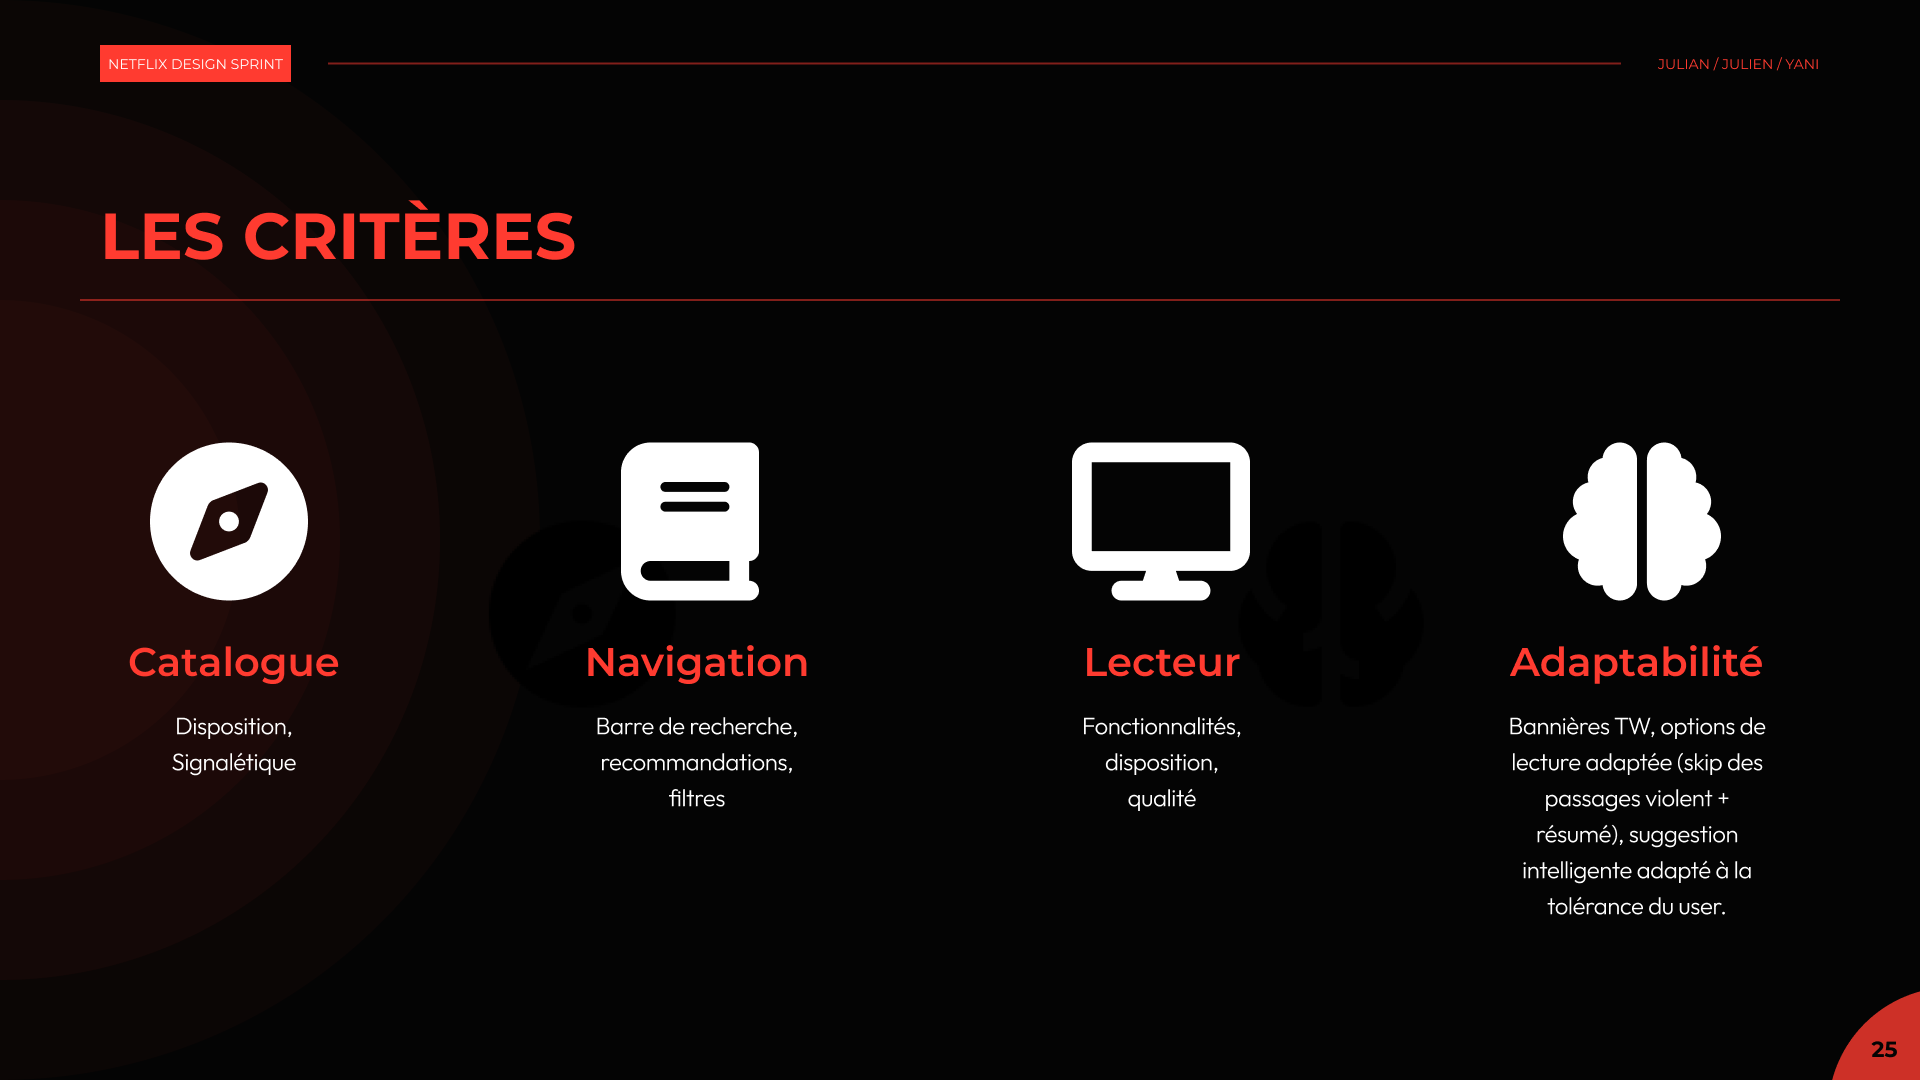 NETFLIX DESIGN SPRINT
JULIAN / JULIEN / YANI
LES CRITÈRES
Catalogue
Disposition,
Signalétique
Navigation
Barre de recherche,
recommandations,
filtres
Lecteur
Fonctionnalités,
disposition,
qualité
Adaptabilité
Bannières TW, options de
lecture adaptée (skip des
passages violent +
résumé), suggestion
intelligente adapté à la
tolérance du user.
25